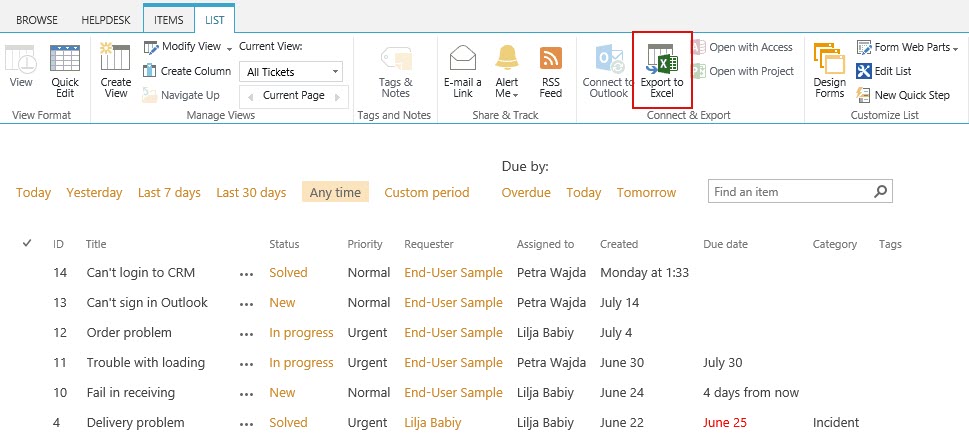 BROWSE HELPDESK ITEMS LIST
View
Quick Edit
View Format
Create View
Modify View
Create Column
Navigate Up
Current View:
All Tickets
Current Page
Manage Views
Tags & Notes
Tags and Notes
E-mail a Link
Alert Me
RSS Feed
Share & Track
Connect to Outlook
Export to Excel
Open with Access
Open with Project
Connect & Export
Design Forms
Form Web Parts
Edit List
New Quick Step
Customize List
Due by:
Today Yesterday Last 7 days Last 30 days Any time Custom period Overdue Today Tomorrow Find an item
ID Title Status Priority Requester Assigned to Created Due date Category Tags
14 Can't login to CRM ... Solved Normal End-User Sample Petra Wajda Monday at 1:33
13 Can't sign in Outlook ... New Normal End-User Sample Petra Wajda July 14
12 Order problem ... In progress Urgent End-User Sample Lilja Babiy July 4
11 Trouble with loading ... In progress Urgent End-User Sample Petra Wajda June 30 July 30
10 Fail in receiving ... New Normal End-User Sample Lilja Babiy June 24 4 days from now
4 Delivery problem ... Solved Urgent Lilja Babiy Lilja Babiy June 22 June 25 Incident